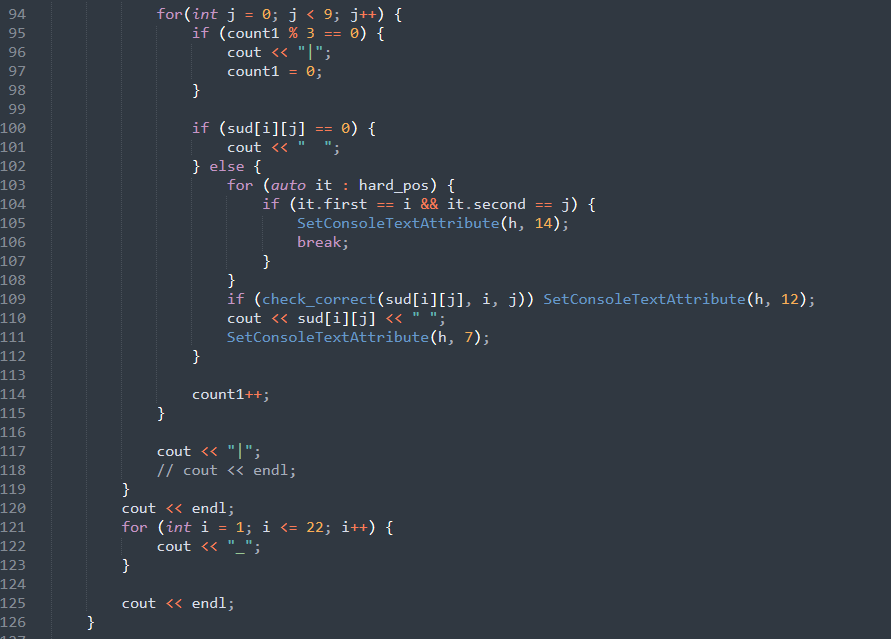 94 for(int j = 0; j < 9; j++) {
95 if (count1 % 3 == 0) {
96 cout << "|";
97 count1 = 0;
98 }
99
100 if (sud[i][j] == 0) {
101 cout << "  ";
102 } else {
103 for (auto it : hard_pos) {
104 if (it.first == i && it.second == j) {
105 SetConsoleTextAttribute(h, 14);
106 break;
107 }
108 }
109 if (check_correct(sud[i][j], i, j)) SetConsoleTextAttribute(h, 12);
110 cout << sud[i][j] << " ";
111 SetConsoleTextAttribute(h, 7);
112 }
113
114 count1++;
115 }
116
117 cout << "|";
118 // cout << endl;
119 }
120 cout << endl;
121 for (int i = 1; i <= 22; i++) {
122 cout << "_";
123 }
124
125 cout << endl;
126 }
127